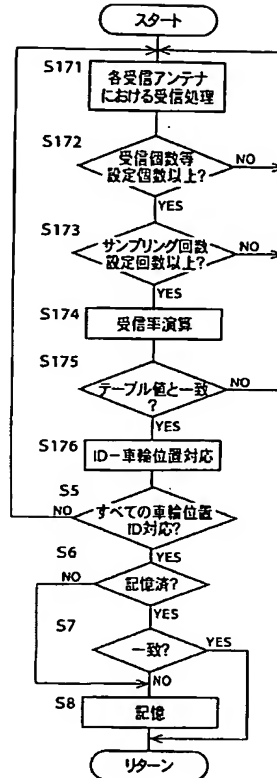 スタート
S171
各受信アンテナ
における受信処理
S172
受信個数等
設定個数以上?
NO
YES
S173
サンプリング回数
設定回数以上?
NO
YES
S174
受信率演算
S175
テーブル値と一致
?
NO
YES
S176
ID-車輪位置対応
S5
すべての車輪位置
ID対応?
NO
YES
S6
記憶済?
NO
YES
S7
一致?
YES
NO
S8
記憶
リターン